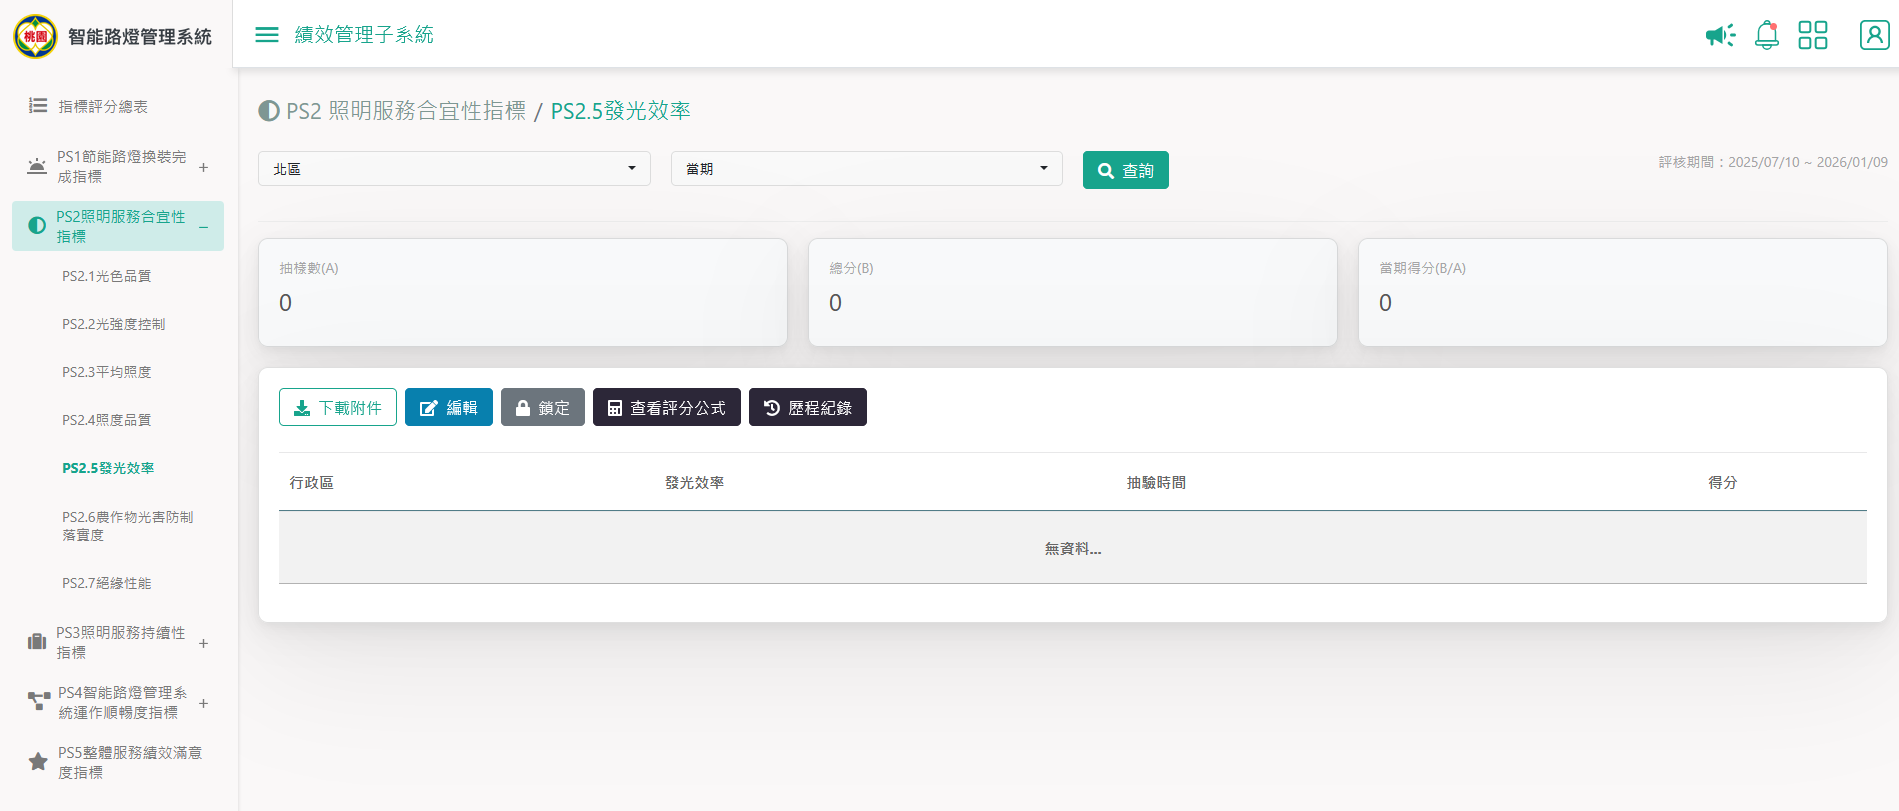 桃園
智能路燈管理系統
績效管理子系統
指標評分總表
PS1節能路燈換裝完
成指標
+
PS2照明服務合宜性
指標
–
PS2.1光色品質
PS2.2光強度控制
PS2.3平均照度
PS2.4照度品質
PS2.5發光效率
PS2.6農作物光害防制
落實度
PS2.7絕緣性能
PS3照明服務持續性
指標
+
PS4智能路燈管理系
統運作順暢度指標
+
PS5整體服務績效滿意
度指標
PS2 照明服務合宜性指標 / PS2.5發光效率
北區
當期
查詢
評核期間：2025/07/10 ~ 2026/01/09
抽樣數(A)
0
總分(B)
0
當期得分(B/A)
0
下載附件
編輯
鎖定
查看評分公式
歷程紀錄
行政區 發光效率 抽驗時間 得分
無資料...